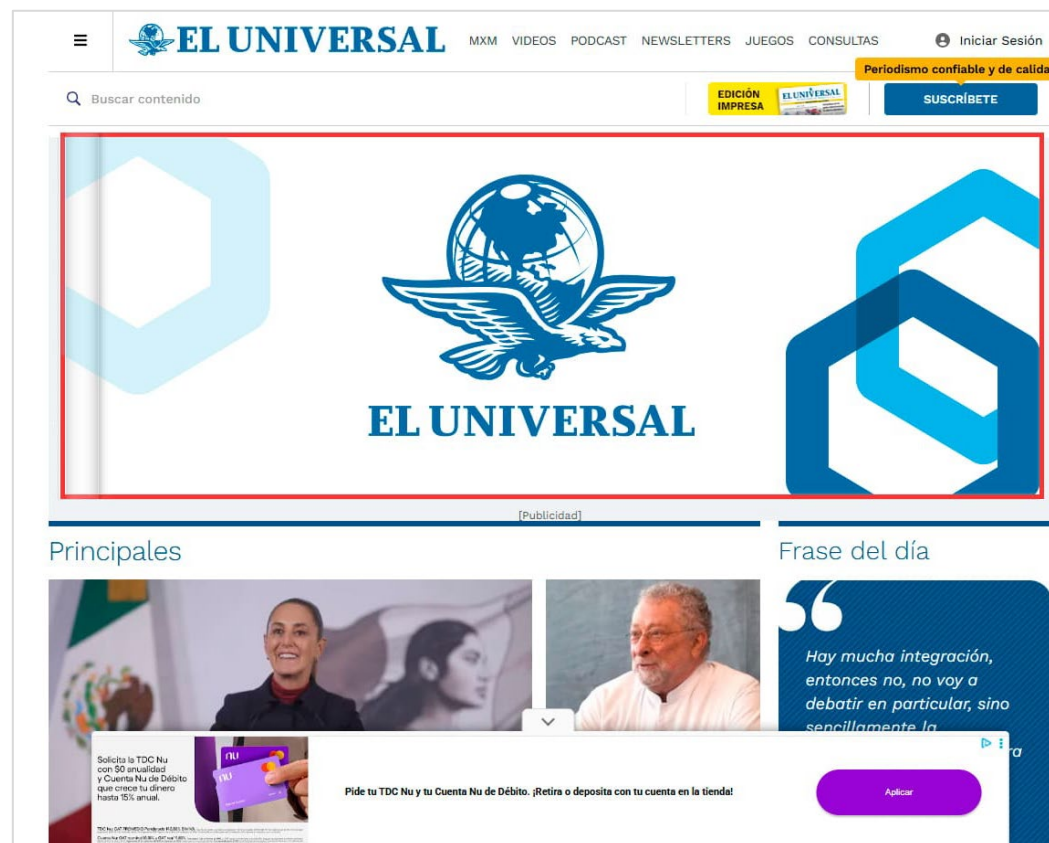 EL UNIVERSAL MXM VIDEOS PODCAST NEWSLETTERS JUEGOS CONSULTAS Iniciar Sesión
Periodismo confiable y de calida
Buscar contenido
EDICIÓN
IMPRESA
EL UNIVERSAL
SUSCRÍBETE
EL UNIVERSAL
[Publicidad]
Principales
Frase del día
Hay mucha integración,
entonces no, no voy a
debatir en particular, sino
sencillamente la
ra
Solicita la TDC Nu
con $0 anualidad
y Cuenta Nu de Débito
que crece tu dinero
hasta 15% anual.
nu
nu
Pide tu TDC Nu y tu Cuenta Nu de Débito. ¡Retira o deposita con tu cuenta en la tienda!
Aplicar